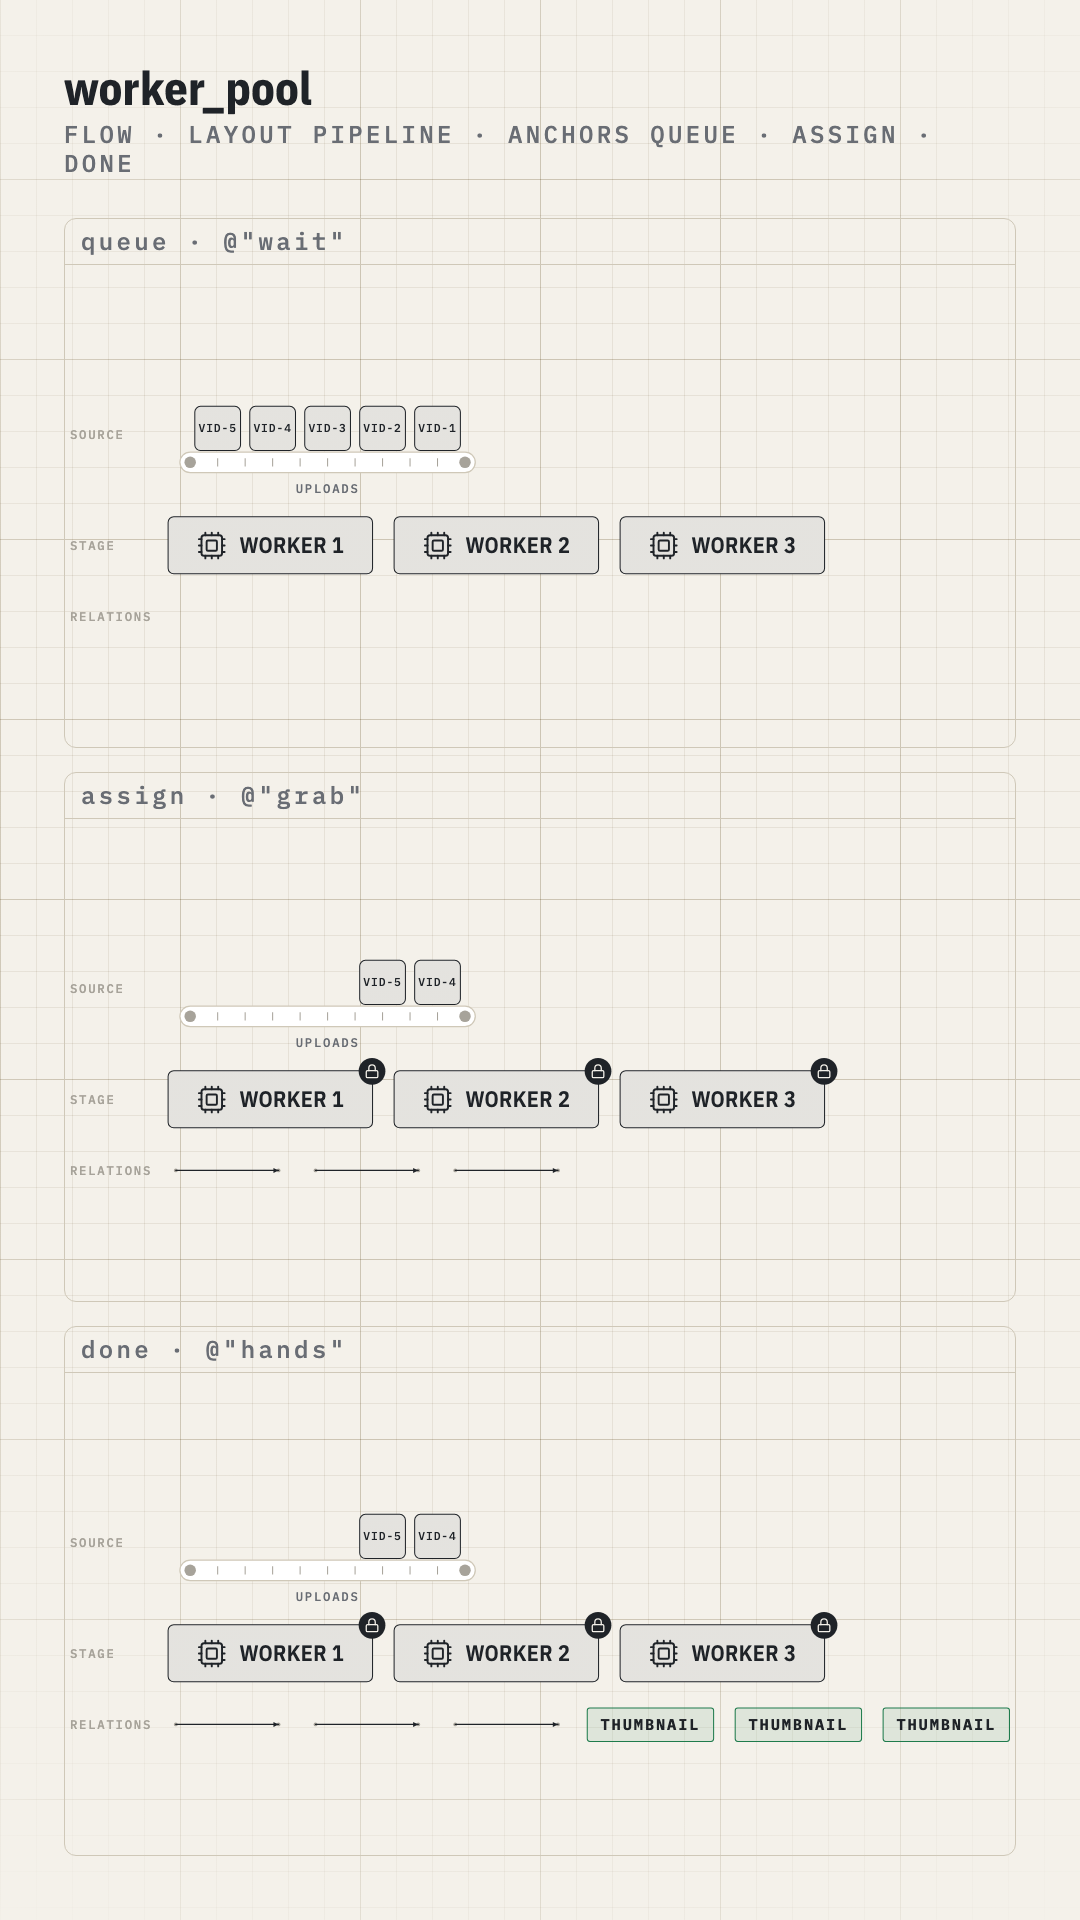 worker_pool
FLOW · LAYOUT PIPELINE · ANCHORS QUEUE · ASSIGN ·
DONE
queue · @"wait"
SOURCE
VID-5 VID-4 VID-3 VID-2 VID-1
UPLOADS
STAGE WORKER 1 WORKER 2 WORKER 3
RELATIONS
assign · @"grab"
SOURCE
VID-5 VID-4
UPLOADS
STAGE WORKER 1 WORKER 2 WORKER 3
RELATIONS
done · @"hands"
SOURCE
VID-5 VID-4
UPLOADS
STAGE WORKER 1 WORKER 2 WORKER 3
RELATIONS THUMBNAIL THUMBNAIL THUMBNAIL